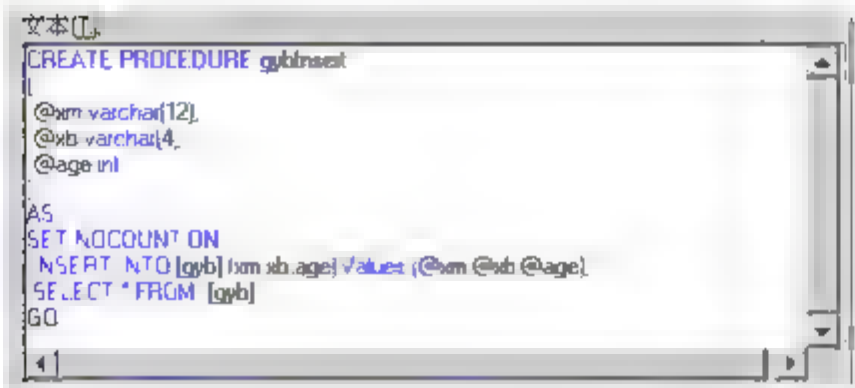 文本(T):
CREATE PROCEDURE gybInsert
(
@xm varchar(12),
@xb varchar(4),
@age int
)
AS
SET NOCOUNT ON
INSERT INTO [gyb] (xm,xb,age) Values (@xm,@xb,@age)
SELECT * FROM [gyb]
GO